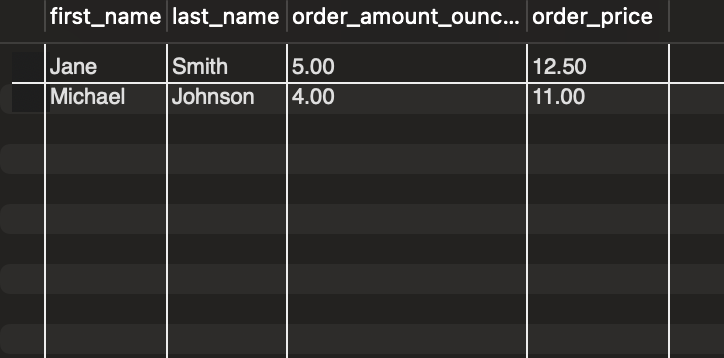 first_name last_name order_amount_ounc... order_price
Jane Smith 5.00 12.50
Michael Johnson 4.00 11.00